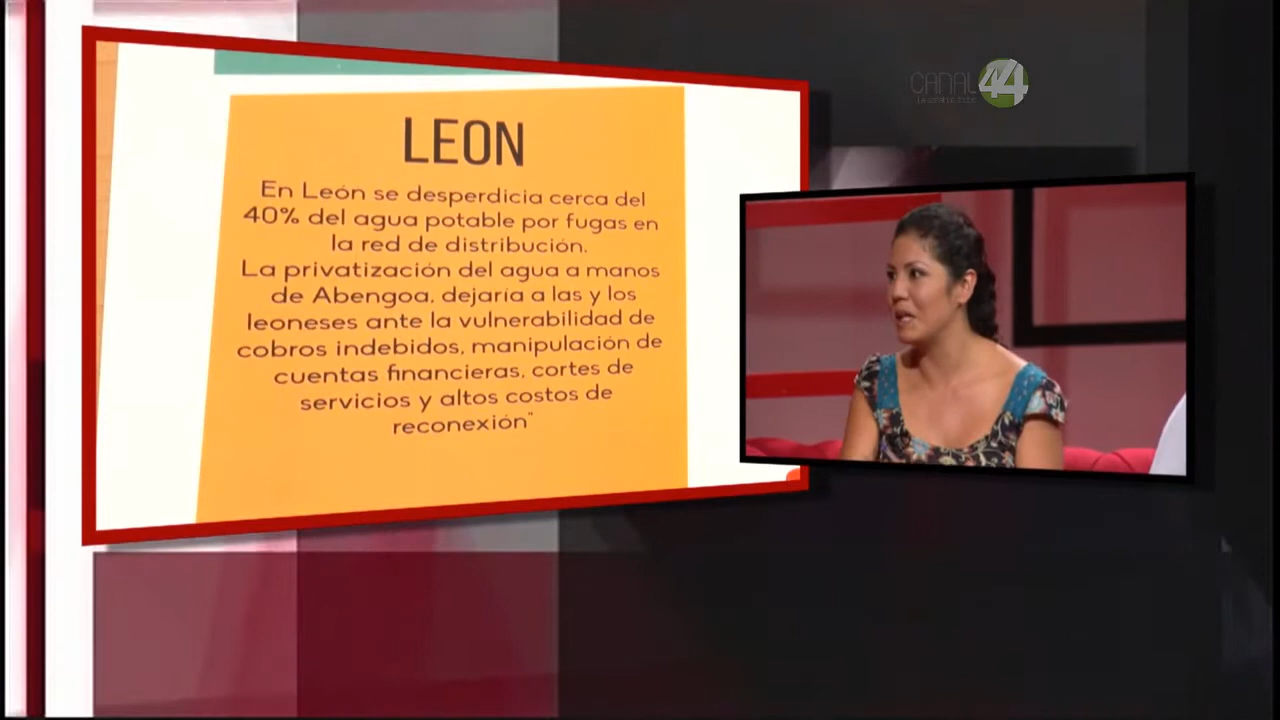 LEON
En León se desperdicia cerca del
40% del agua potable por fugas en
la red de distribución.
La privatización del agua a manos
de Abengoa, dejaría a las y los
leoneses ante la vulnerabilidad de
cobros indebidos, manipulación de
cuentas financieras, cortes de
servicios y altos costos de
reconexión"
CANAL 44